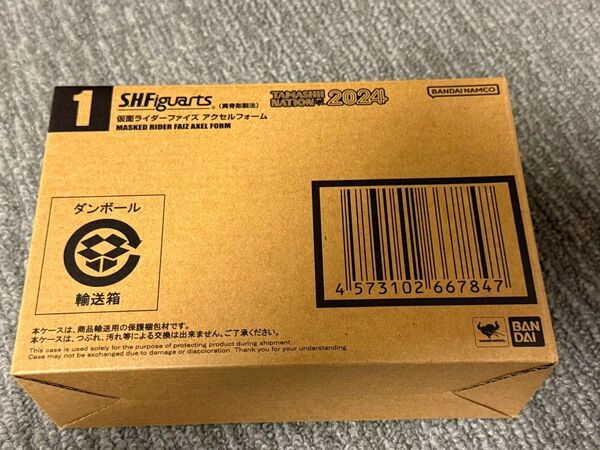 1
S.H.Figuarts (真骨彫製法)
TAMASHII NATION 2024
BANDAI NAMCO
仮面ライダーファイズ アクセルフォーム
MASKED RIDER FAIZ AXEL FORM
ダンボール
輸送箱
4 573102 667847
本ケースは、商品輸送用の保護梱包材です。
本ケースは、つぶれ、汚れ等による交換は出来ません。ご了承ください。
This case is used solely for the purpose of protecting product during shipment.
Case may not be exchanged due to damage or discoloration. Thank you for your understanding.
BAN
DAI